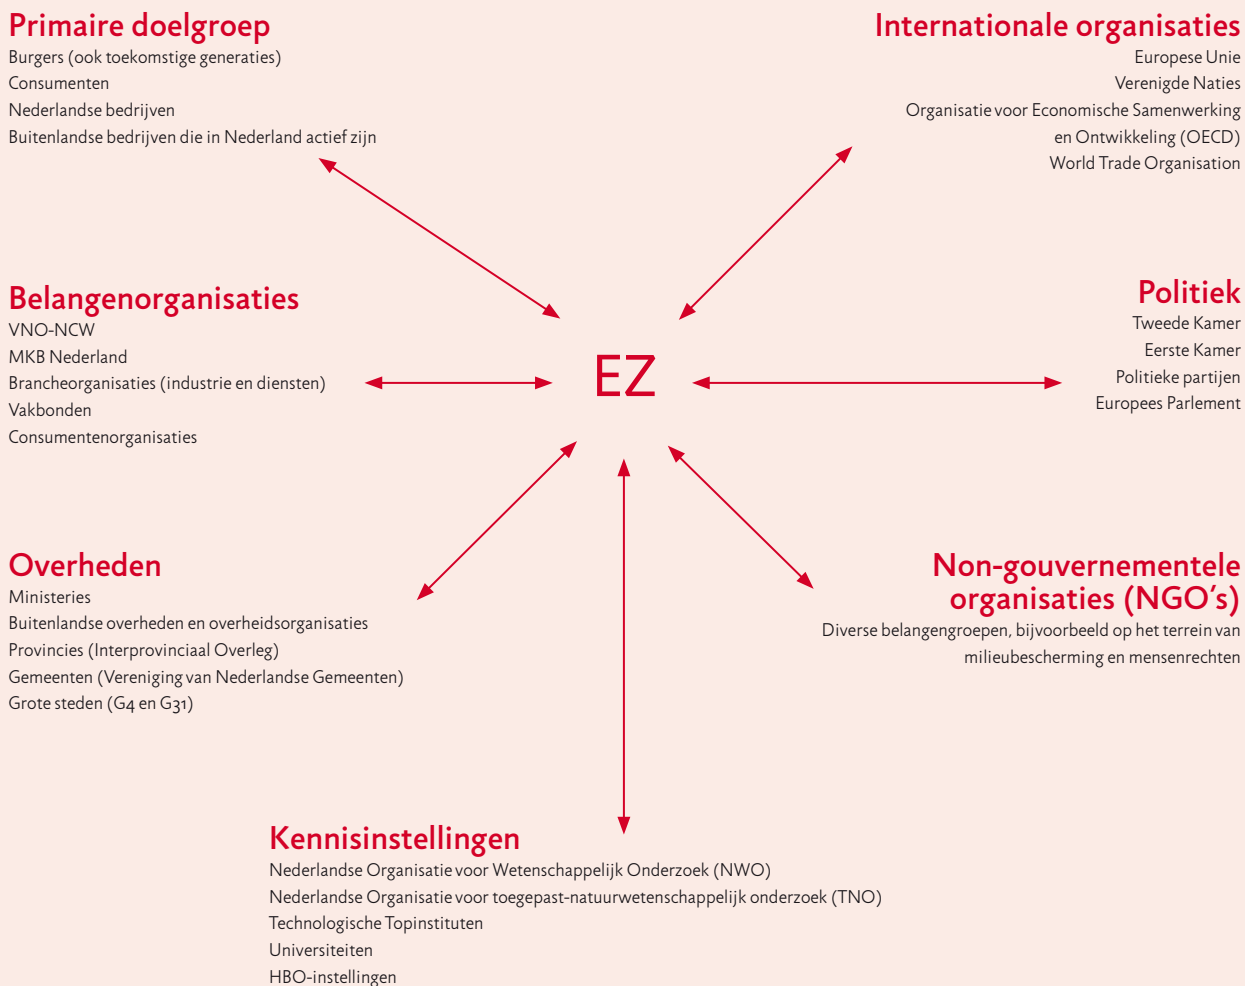 Primaire doelgroep
Burgers (ook toekomstige generaties)
Consumenten
Nederlandse bedrijven
Buitenlandse bedrijven die in Nederland actief zijn
Internationale organisaties
Europese Unie
Verenigde Naties
Organisatie voor Economische Samenwerking
en Ontwikkeling (OECD)
World Trade Organisation
Belangenorganisaties
VNO-NCW
MKB Nederland
Brancheorganisaties (industrie en diensten)
Vakbonden
Consumentenorganisaties
EZ
Politiek
Tweede Kamer
Eerste Kamer
Politieke partijen
Europees Parlement
Overheden
Ministeries
Buitenlandse overheden en overheidsorganisaties
Provincies (Interprovinciaal Overleg)
Gemeenten (Vereniging van Nederlandse Gemeenten)
Grote steden (G4 en G31)
Non-gouvernementele
organisaties (NGO's)
Diverse belangengroepen, bijvoorbeeld op het terrein van
milieubescherming en mensenrechten
Kennisinstellingen
Nederlandse Organisatie voor Wetenschappelijk Onderzoek (NWO)
Nederlandse Organisatie voor toegepast-natuurwetenschappelijk onderzoek (TNO)
Technologische Topinstituten
Universiteiten
HBO-instellingen